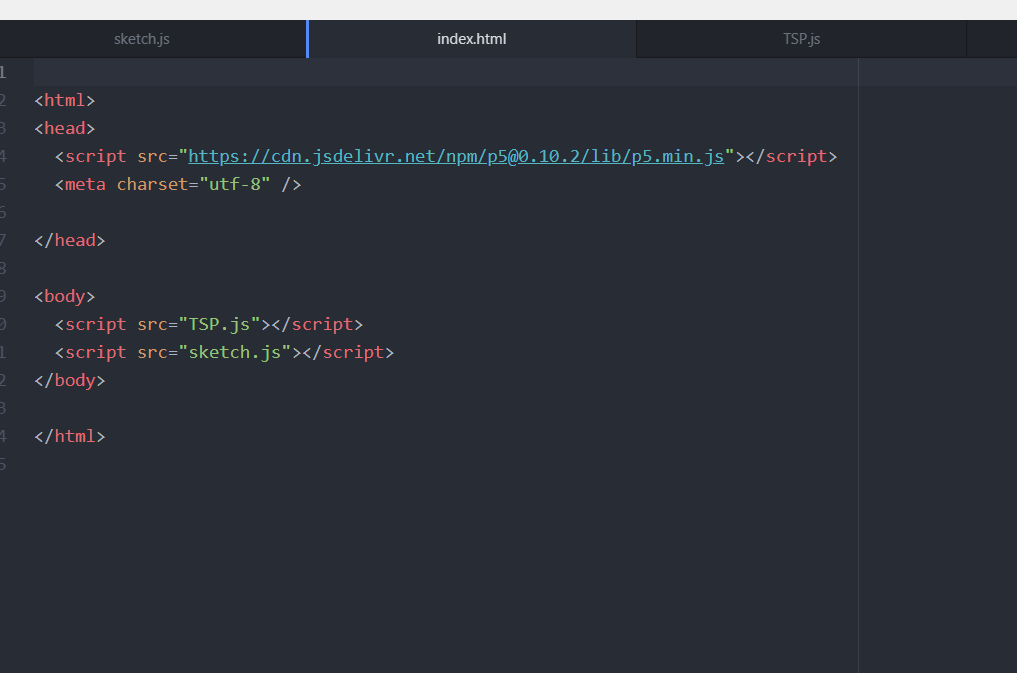 sketch.js index.html TSP.js
1
2 <html>
3 <head>
4 <script src="https://cdn.jsdelivr.net/npm/p5@0.10.2/lib/p5.min.js"></script>
5 <meta charset="utf-8" />
6
7 </head>
8
9 <body>
0 <script src="TSP.js"></script>
1 <script src="sketch.js"></script>
2 </body>
3
4 </html>
5